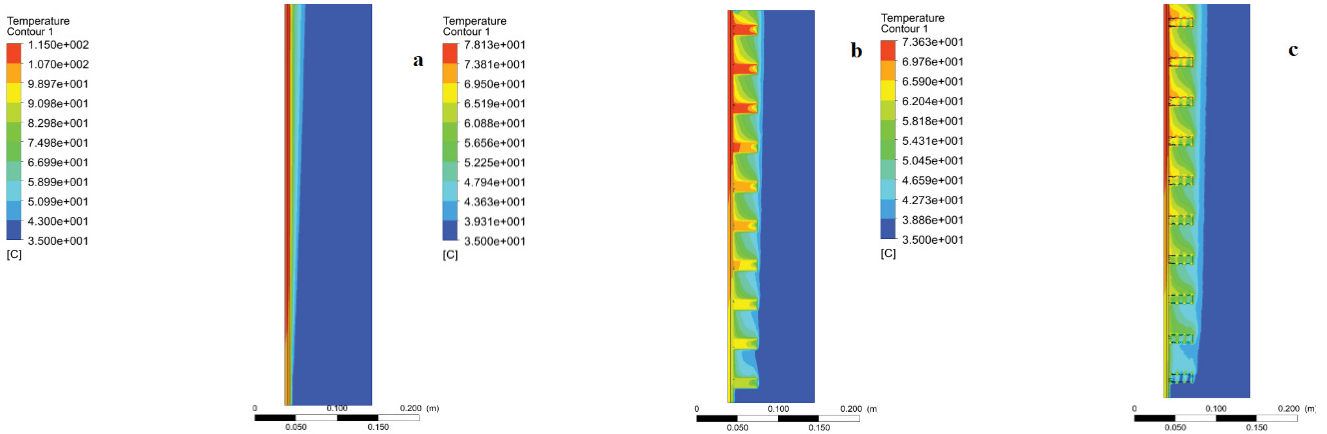 Temperature
Contour 1
1.150e+002
1.070e+002
9.897e+001
9.098e+001
8.298e+001
7.498e+001
6.699e+001
5.899e+001
5.099e+001
4.300e+001
3.500e+001
[C]
a
0 0.100 0.200 (m)
0.050 0.150
Temperature
Contour 1
7.813e+001
7.381e+001
6.950e+001
6.519e+001
6.088e+001
5.656e+001
5.225e+001
4.794e+001
4.363e+001
3.931e+001
3.500e+001
[C]
b
0 0.100 0.200 (m)
0.050 0.150
Temperature
Contour 1
7.363e+001
6.976e+001
6.590e+001
6.204e+001
5.818e+001
5.431e+001
5.045e+001
4.659e+001
4.273e+001
3.886e+001
3.500e+001
[C]
c
0 0.100 0.200 (m)
0.050 0.150